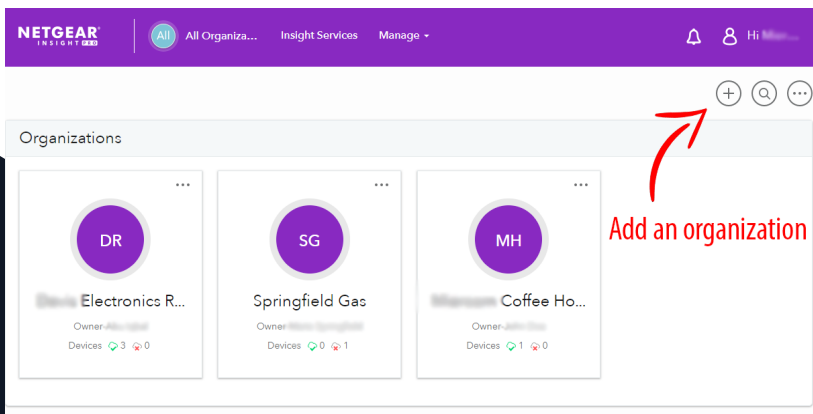 NETGEAR®
INSIGHT PRO
All
All Organiza...
Insight Services
Manage
Hi
Organizations
Add an organization
DR
SG
MH
Electronics R...
Springfield Gas
Coffee Ho...
Owner-
Owner-
Owner-
Devices 3 0
Devices 0 1
Devices 1 0